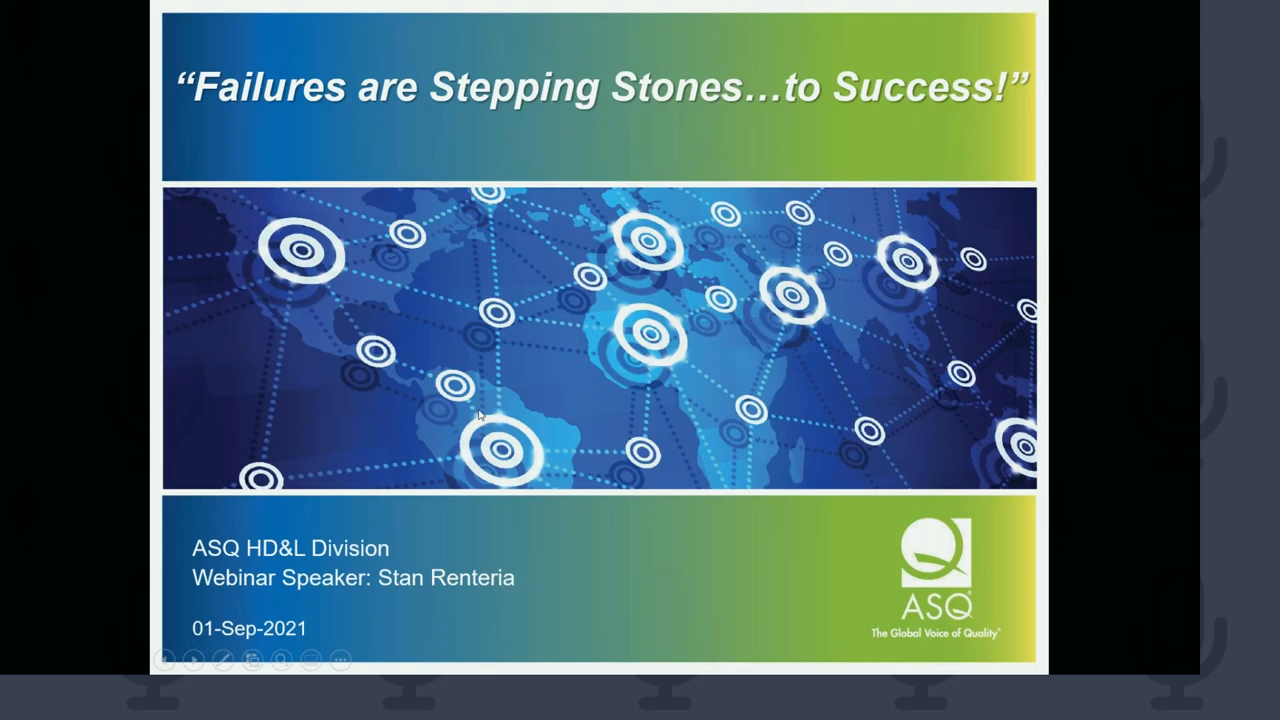 “Failures are Stepping Stones…to Success!”
ASQ HD&L Division
Webinar Speaker: Stan Renteria
01-Sep-2021
ASQ
The Global Voice of Quality®